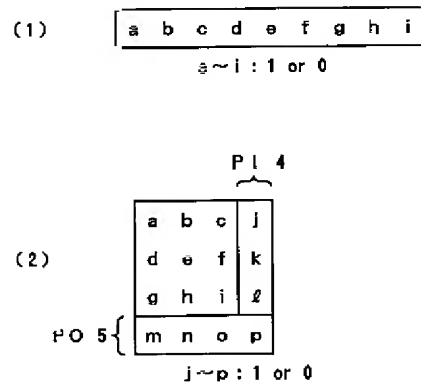 (1)
a b c d e f g h i
a~i : 1 or 0
PI 4
(2)
a b c j
d e f k
g h i ℓ
PO 5
m n o p
j~p : 1 or 0